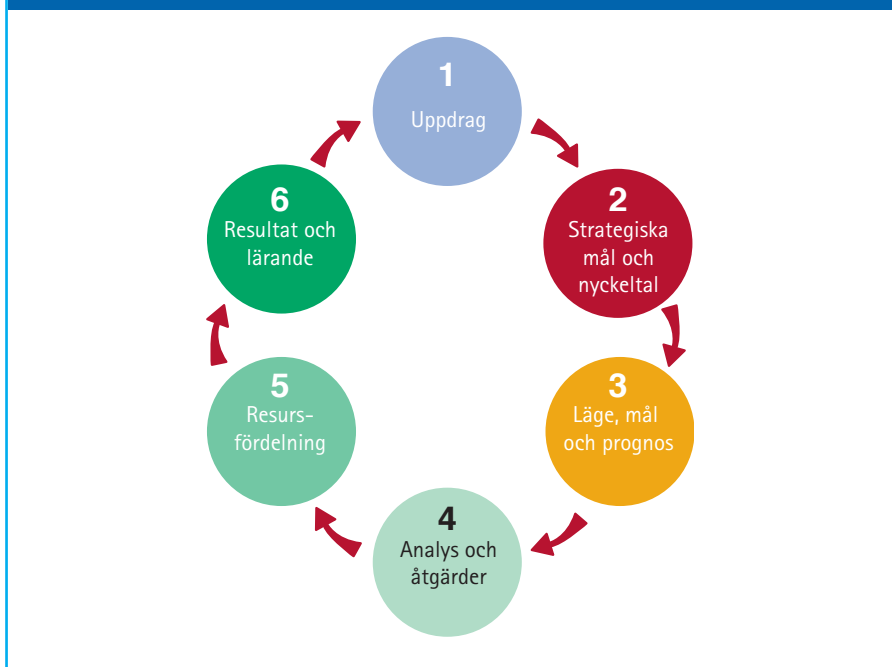 1
Uppdrag
2
Strategiska
mål och
nyckeltal
3
Läge, mål
och prognos
4
Analys och
åtgärder
5
Resurs-
fördelning
6
Resultat och
lärande